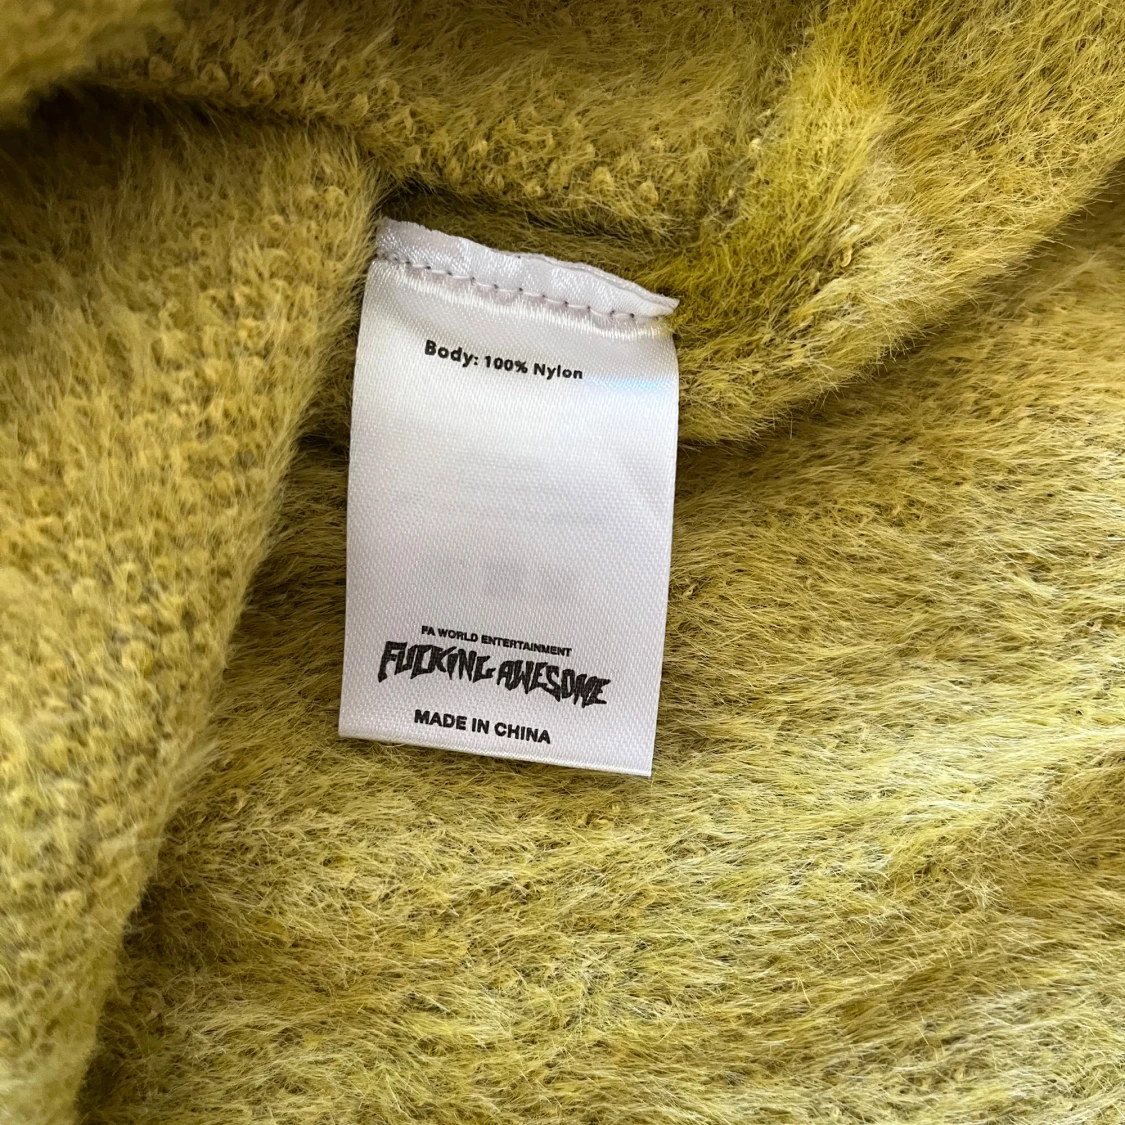 Body: 100% Nylon
FA WORLD ENTERTAINMENT
FUCKING AWESOME
MADE IN CHINA